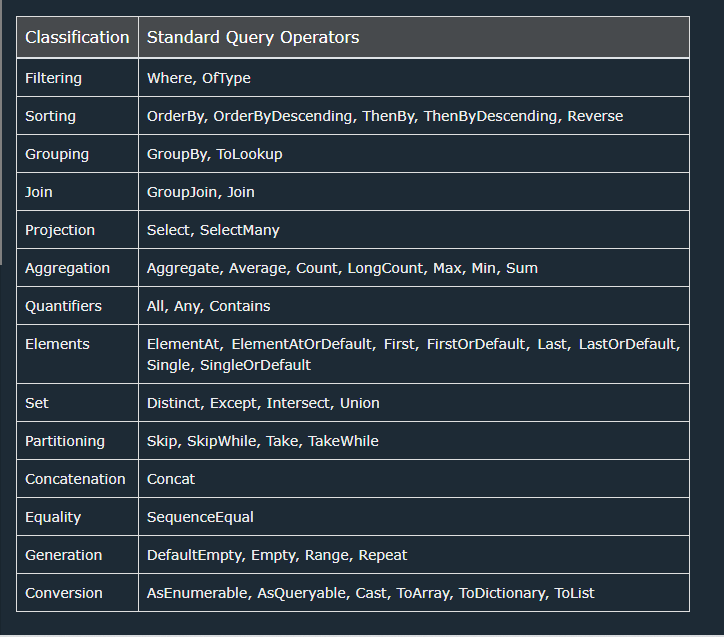 Classification Standard Query Operators
Filtering Where, OfType
Sorting OrderBy, OrderByDescending, ThenBy, ThenByDescending, Reverse
Grouping GroupBy, ToLookup
Join GroupJoin, Join
Projection Select, SelectMany
Aggregation Aggregate, Average, Count, LongCount, Max, Min, Sum
Quantifiers All, Any, Contains
Elements ElementAt, ElementAtOrDefault, First, FirstOrDefault, Last, LastOrDefault,
Single, SingleOrDefault
Set Distinct, Except, Intersect, Union
Partitioning Skip, SkipWhile, Take, TakeWhile
Concatenation Concat
Equality SequenceEqual
Generation DefaultEmpty, Empty, Range, Repeat
Conversion AsEnumerable, AsQueryable, Cast, ToArray, ToDictionary, ToList